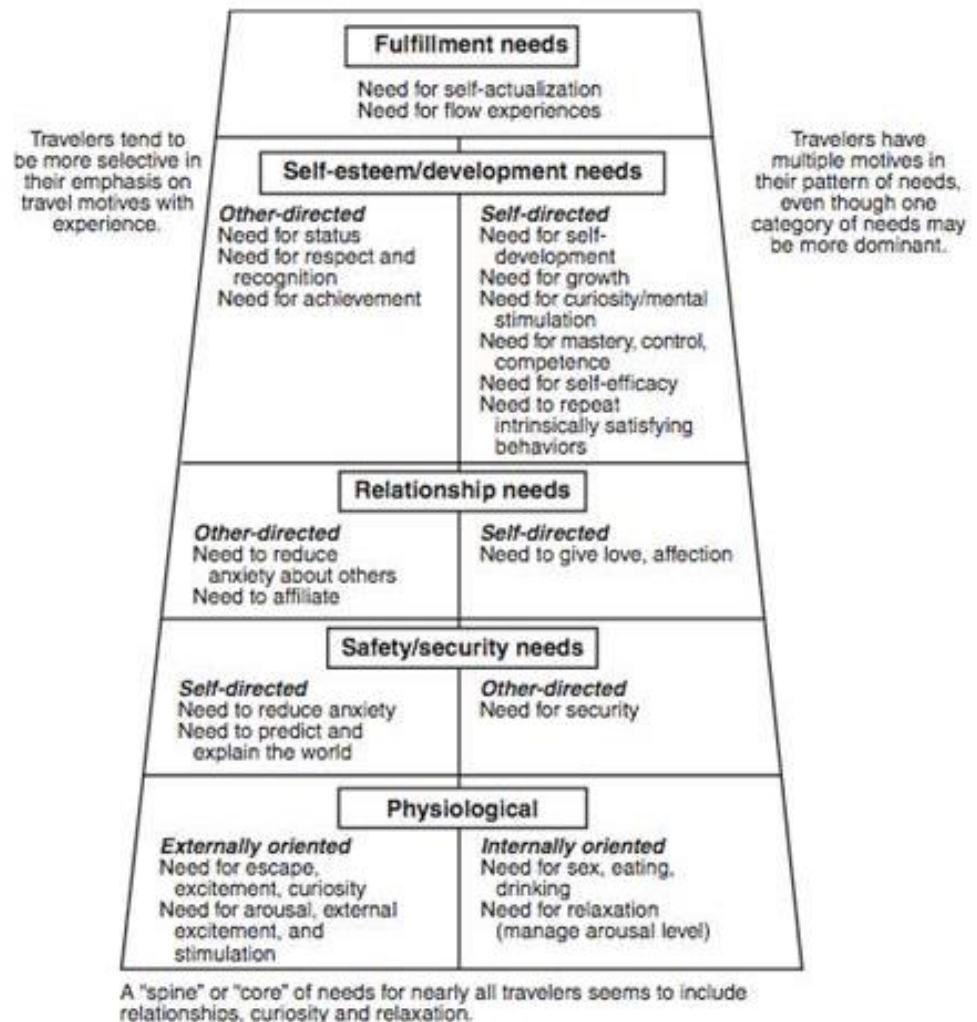 Fulfillment needs
Need for self-actualization
Need for flow experiences
Travelers tend to
be more selective in
their emphasis on
travel motives with
experience.
Travelers have
multiple motives in
their pattern of needs,
even though one
category of needs may
be more dominant.
Self-esteem/development needs
Other-directed
Need for status
Need for respect and
recognition
Need for achievement
Self-directed
Need for self-
development
Need for growth
Need for curiosity/mental
stimulation
Need for mastery, control,
competence
Need for self-efficacy
Need to repeat
intrinsically satisfying
behaviors
Relationship needs
Other-directed
Need to reduce
anxiety about others
Need to affiliate
Self-directed
Need to give love, affection
Safety/security needs
Self-directed
Need to reduce anxiety
Need to predict and
explain the world
Other-directed
Need for security
Physiological
Externally oriented
Need for escape,
excitement, curiosity
Need for arousal, external
excitement, and
stimulation
Internally oriented
Need for sex, eating,
drinking
Need for relaxation
(manage arousal level)
A "spine" or "core" of needs for nearly all travelers seems to include
relationships, curiosity and relaxation.